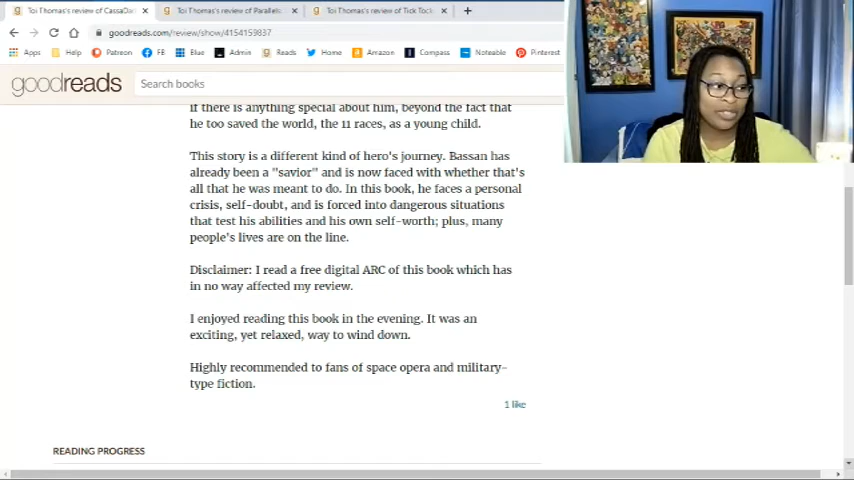 Toi Thomas's review of CassaDar
Toi Thomas's review of Parallels
Toi Thomas's review of Tick Tock
goodreads.com/review/show/4154159837
Apps
Help
Patreon
FB
Blue
Admin
Reads
Home
Amazon
Compass
Noteable
Pinterest
goodreads
Search books
If there is anything special about him, beyond the fact that
he too saved the world, the 11 races, as a young child.
This story is a different kind of hero's journey. Bassan has
already been a "savior" and is now faced with whether that's
all that he was meant to do. In this book, he faces a personal
crisis, self-doubt, and is forced into dangerous situations
that test his abilities and his own self-worth; plus, many
people's lives are on the line.
Disclaimer: I read a free digital ARC of this book which has
in no way affected my review.
I enjoyed reading this book in the evening. It was an
exciting, yet relaxed, way to wind down.
Highly recommended to fans of space opera and military-
type fiction.
1 like
READING PROGRESS